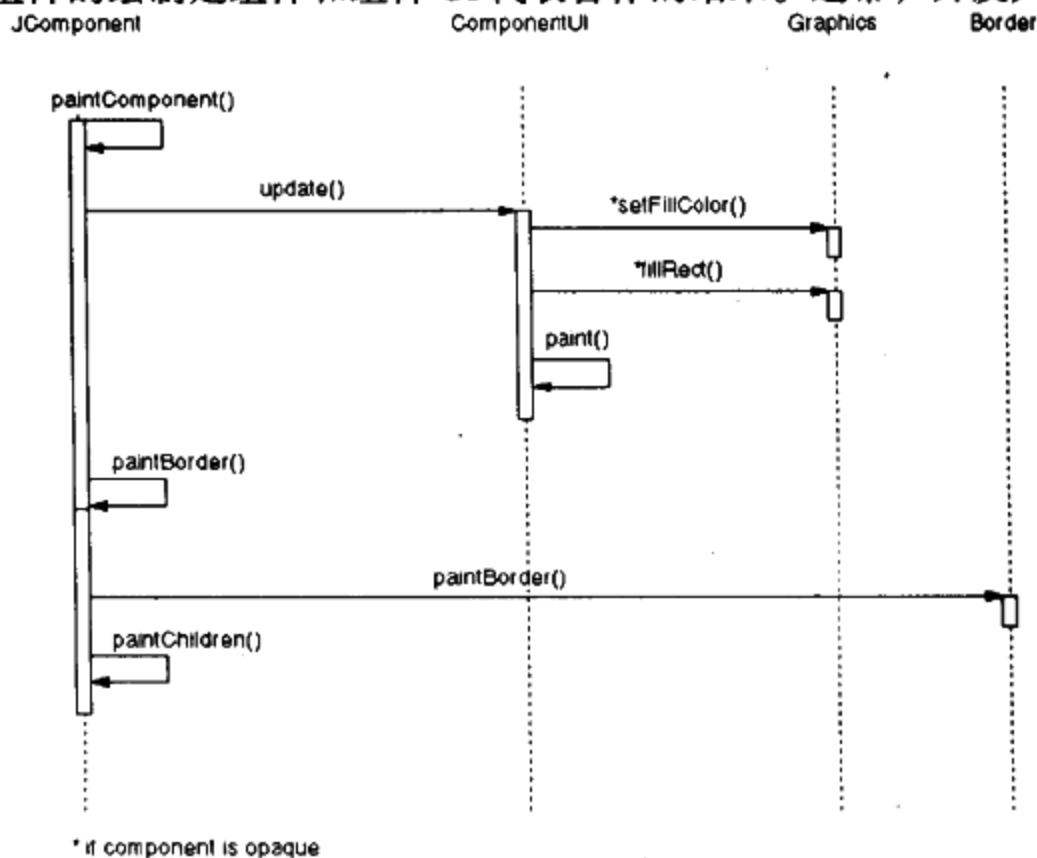 JComponent ComponentUI Graphics Border
paintComponent()
update()
*setFillColor()
*fillRect()
paint()
paintBorder()
paintBorder()
paintChildren()
* if component is opaque